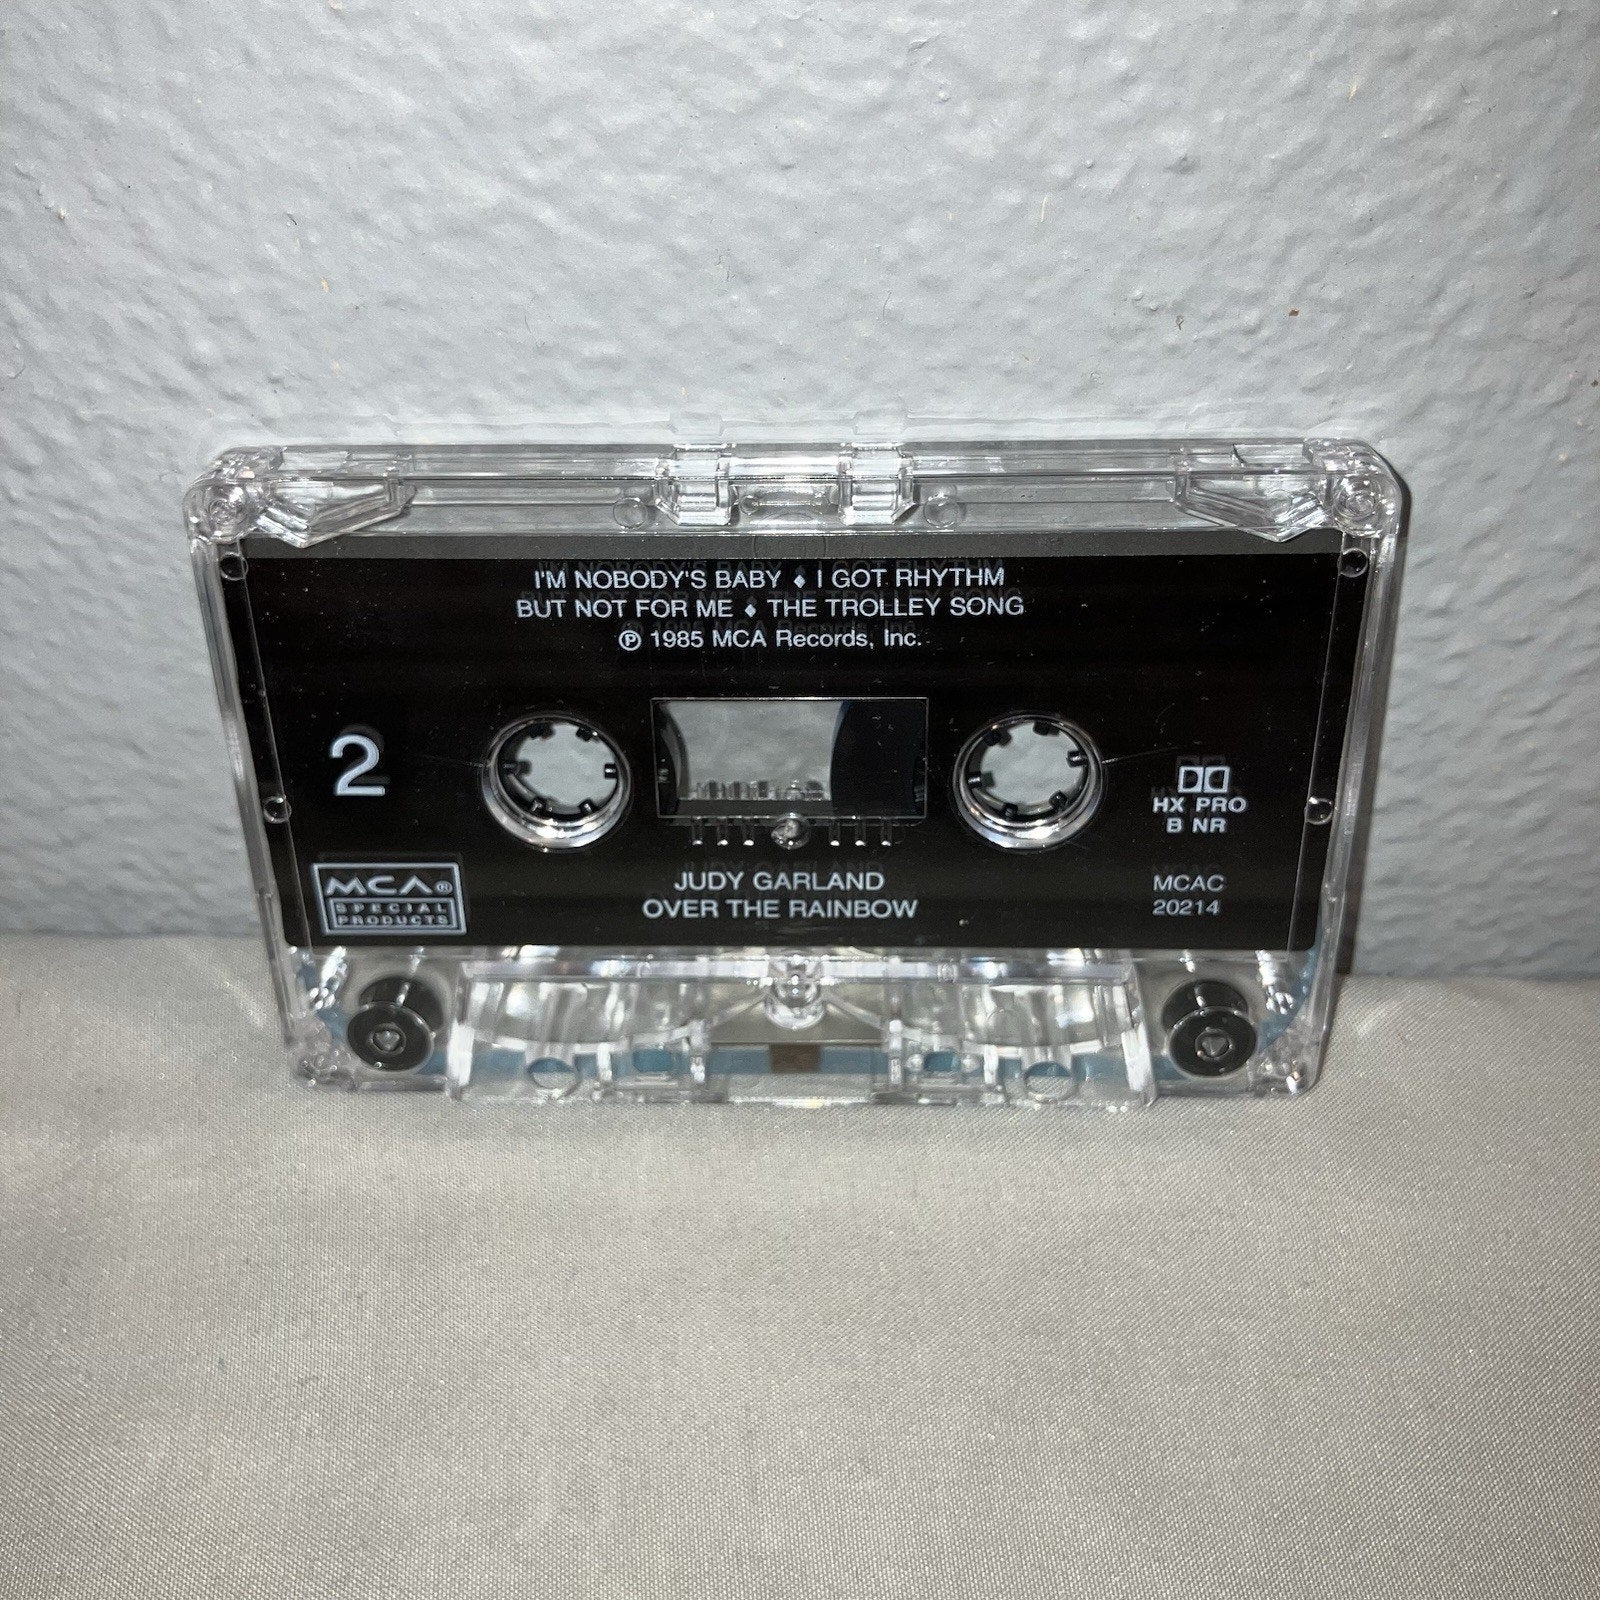 I'M NOBODY'S BABY ♦ I GOT RHYTHM
BUT NOT FOR ME ♦ THE TROLLEY SONG
℗ 1985 MCA Records, Inc.
2
HX PRO
B NR
MCA®
SPECIAL
PRODUCTS
JUDY GARLAND
OVER THE RAINBOW
MCAC
20214